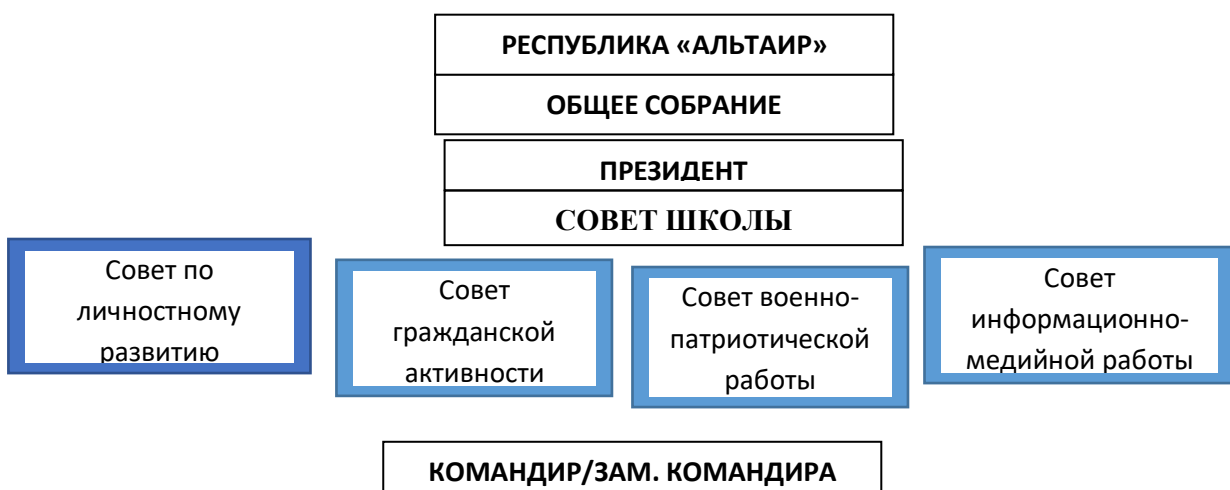 РЕСПУБЛИКА «АЛЬТАИР»
ОБЩЕЕ СОБРАНИЕ
ПРЕЗИДЕНТ
СОВЕТ ШКОЛЫ
Совет по
личностному
развитию
Совет
гражданской
активности
Совет военно-
патриотической
работы
Совет
информационно-
медийной работы
КОМАНДИР/ЗАМ. КОМАНДИРА